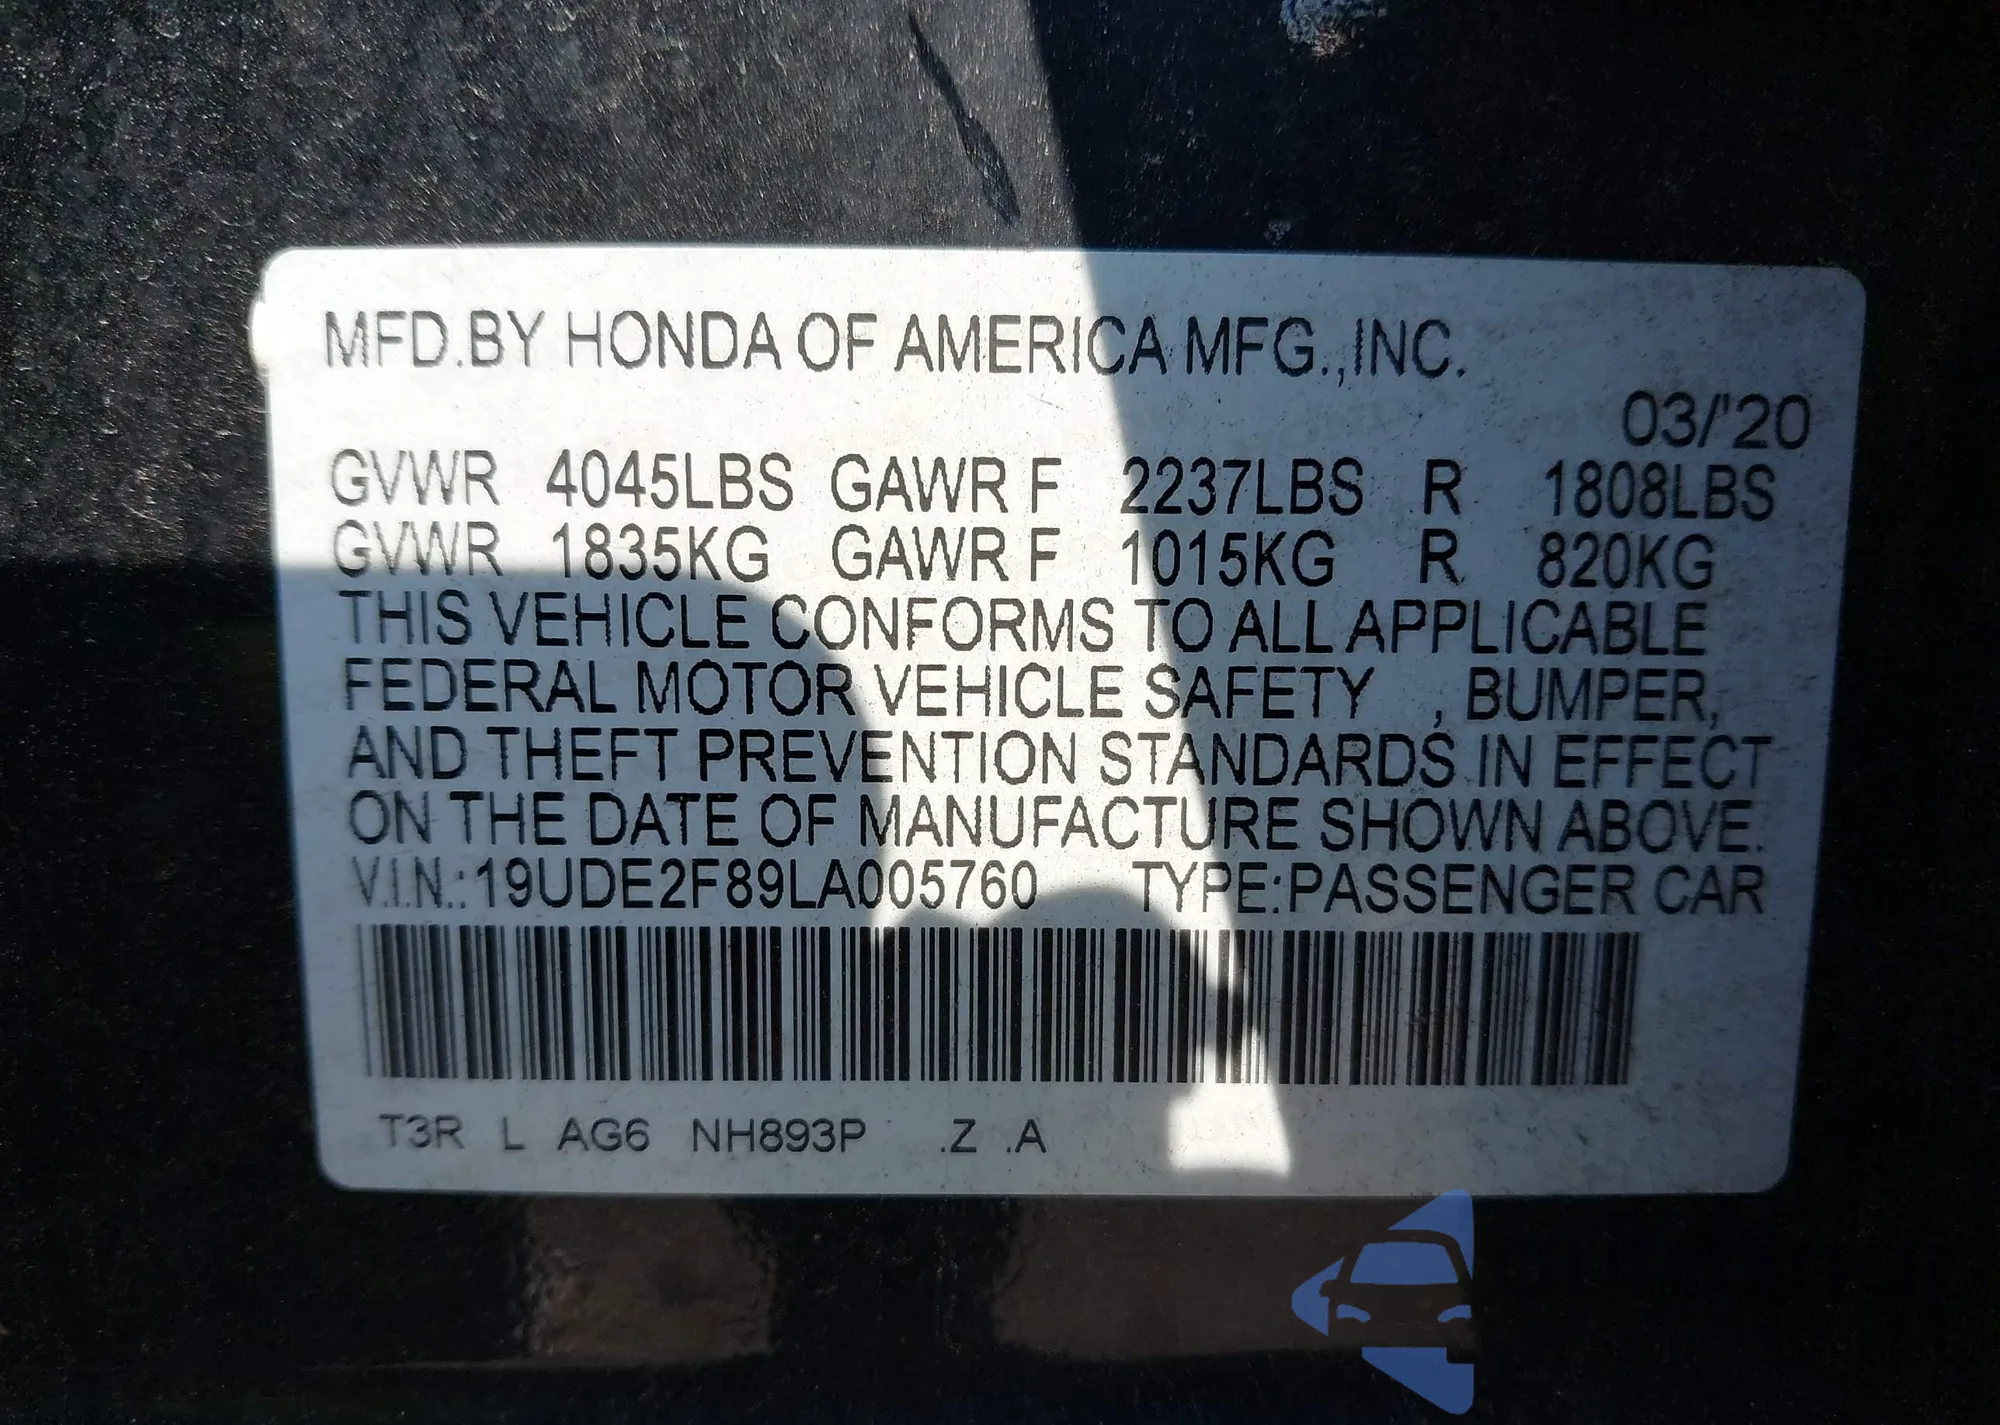 MFD.BY HONDA OF AMERICA MFG.,INC.
03/'20
GVWR 4045LBS GAWR F 2237LBS R 1808LBS
GVWR 1835KG GAWR F 1015KG R 820KG
THIS VEHICLE CONFORMS TO ALL APPLICABLE
FEDERAL MOTOR VEHICLE SAFETY , BUMPER,
AND THEFT PREVENTION STANDARDS IN EFFECT
ON THE DATE OF MANUFACTURE SHOWN ABOVE.
V.I.N.:19UDE2F89LA005760 TYPE:PASSENGER CAR
T3R L AG6 NH893P .Z .A